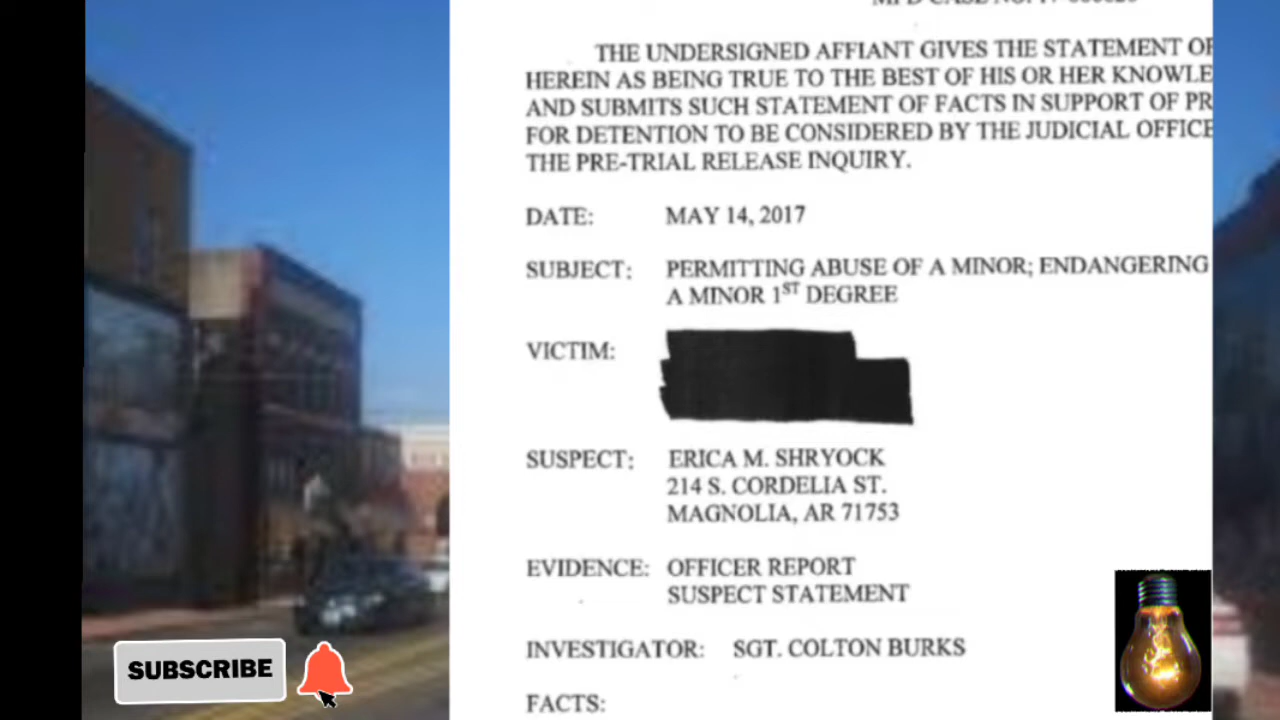 THE UNDERSIGNED AFFIANT GIVES THE STATEMENT OF
HEREIN AS BEING TRUE TO THE BEST OF HIS OR HER KNOWLE
AND SUBMITS SUCH STATEMENT OF FACTS IN SUPPORT OF PR
FOR DETENTION TO BE CONSIDERED BY THE JUDICIAL OFFICE
THE PRE-TRIAL RELEASE INQUIRY.
DATE: MAY 14, 2017
SUBJECT: PERMITTING ABUSE OF A MINOR; ENDANGERING
A MINOR 1ST DEGREE
VICTIM:
SUSPECT: ERICA M. SHRYOCK
214 S. CORDELIA ST.
MAGNOLIA, AR 71753
EVIDENCE: OFFICER REPORT
SUSPECT STATEMENT
INVESTIGATOR: SGT. COLTON BURKS
FACTS:
SUBSCRIBE